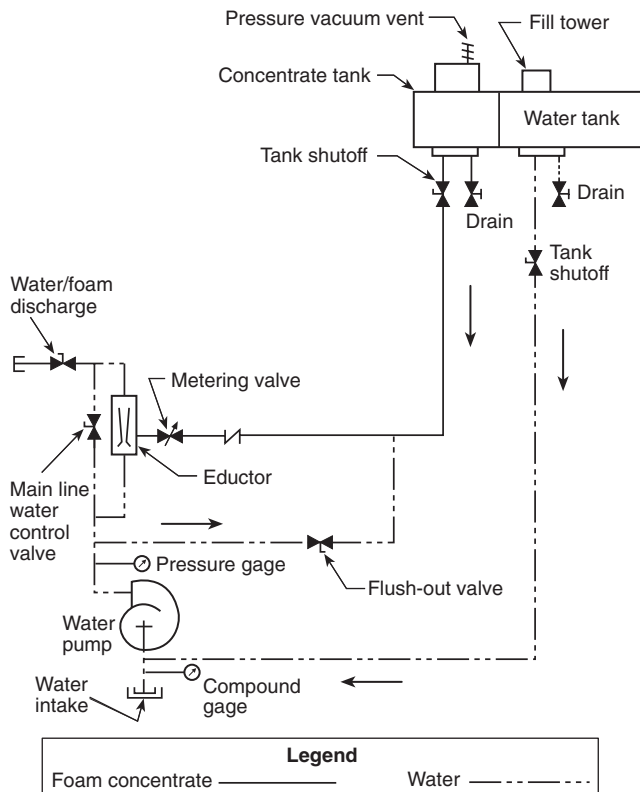 Pressure vacuum vent
Fill tower
Concentrate tank
Water tank
Tank shutoff
Drain
Drain
Tank
shutoff
Water/foam
discharge
Metering valve
Eductor
Main line
water
control
valve
Pressure gage
Flush-out valve
Water
pump
Water
intake
Compound
gage
Legend
Foam concentrate
Water